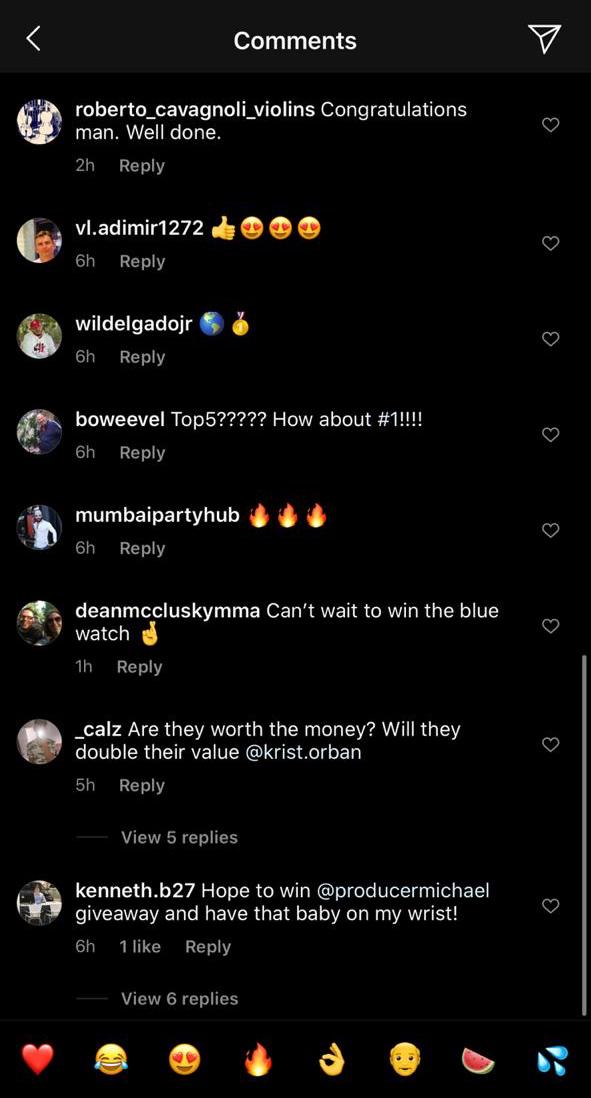 Comments
roberto_cavagnoli_violins Congratulations
man. Well done.
2h Reply
vl.adimir1272 👍😍😍😍
6h Reply
wildelgadojr 🌎🥇
6h Reply
boweevel Top5????? How about #1!!!!
6h Reply
mumbaipartyhub 🔥🔥🔥
6h Reply
deanmccluskymma Can't wait to win the blue
watch 🤞
1h Reply
_calz Are they worth the money? Will they
double their value @krist.orban
5h Reply
View 5 replies
kenneth.b27 Hope to win @producermichael
giveaway and have that baby on my wrist!
6h 1 like Reply
View 6 replies